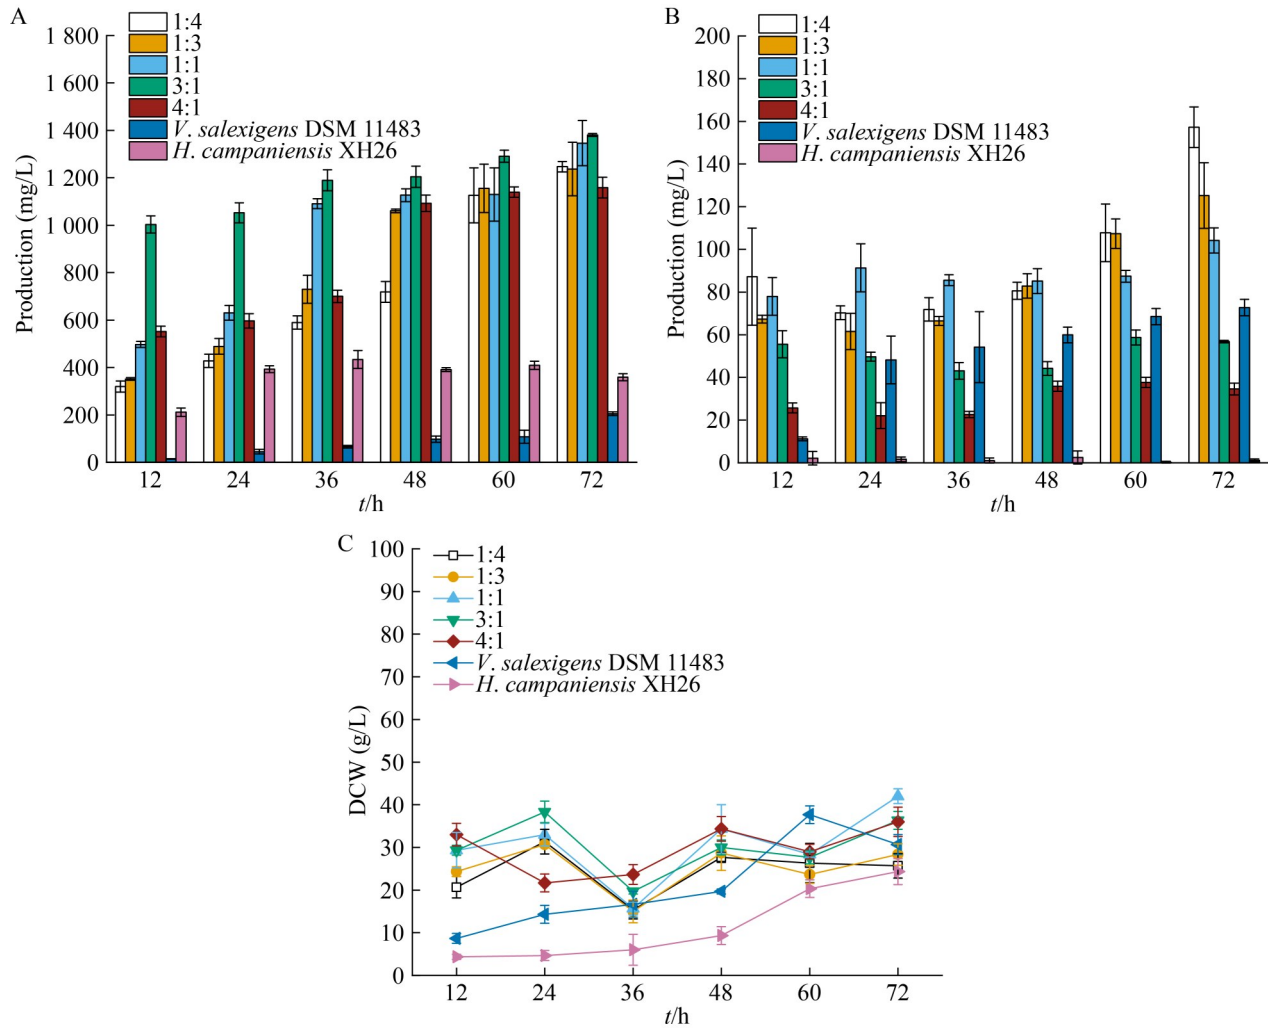 A
1:4
1:3
1:1
3:1
4:1
V. salexigens DSM 11483
H. campaniensis XH26
Production (mg/L)
1 800
1 600
1 400
1 200
1 000
800
600
400
200
0
12 24 36 48 60 72
t/h
B
1:4
1:3
1:1
3:1
4:1
V. salexigens DSM 11483
H. campaniensis XH26
Production (mg/L)
200
180
160
140
120
100
80
60
40
20
0
12 24 36 48 60 72
t/h
C
1:4
1:3
1:1
3:1
4:1
V. salexigens DSM 11483
H. campaniensis XH26
DCW (g/L)
100
90
80
70
60
50
40
30
20
10
0
12 24 36 48 60 72
t/h